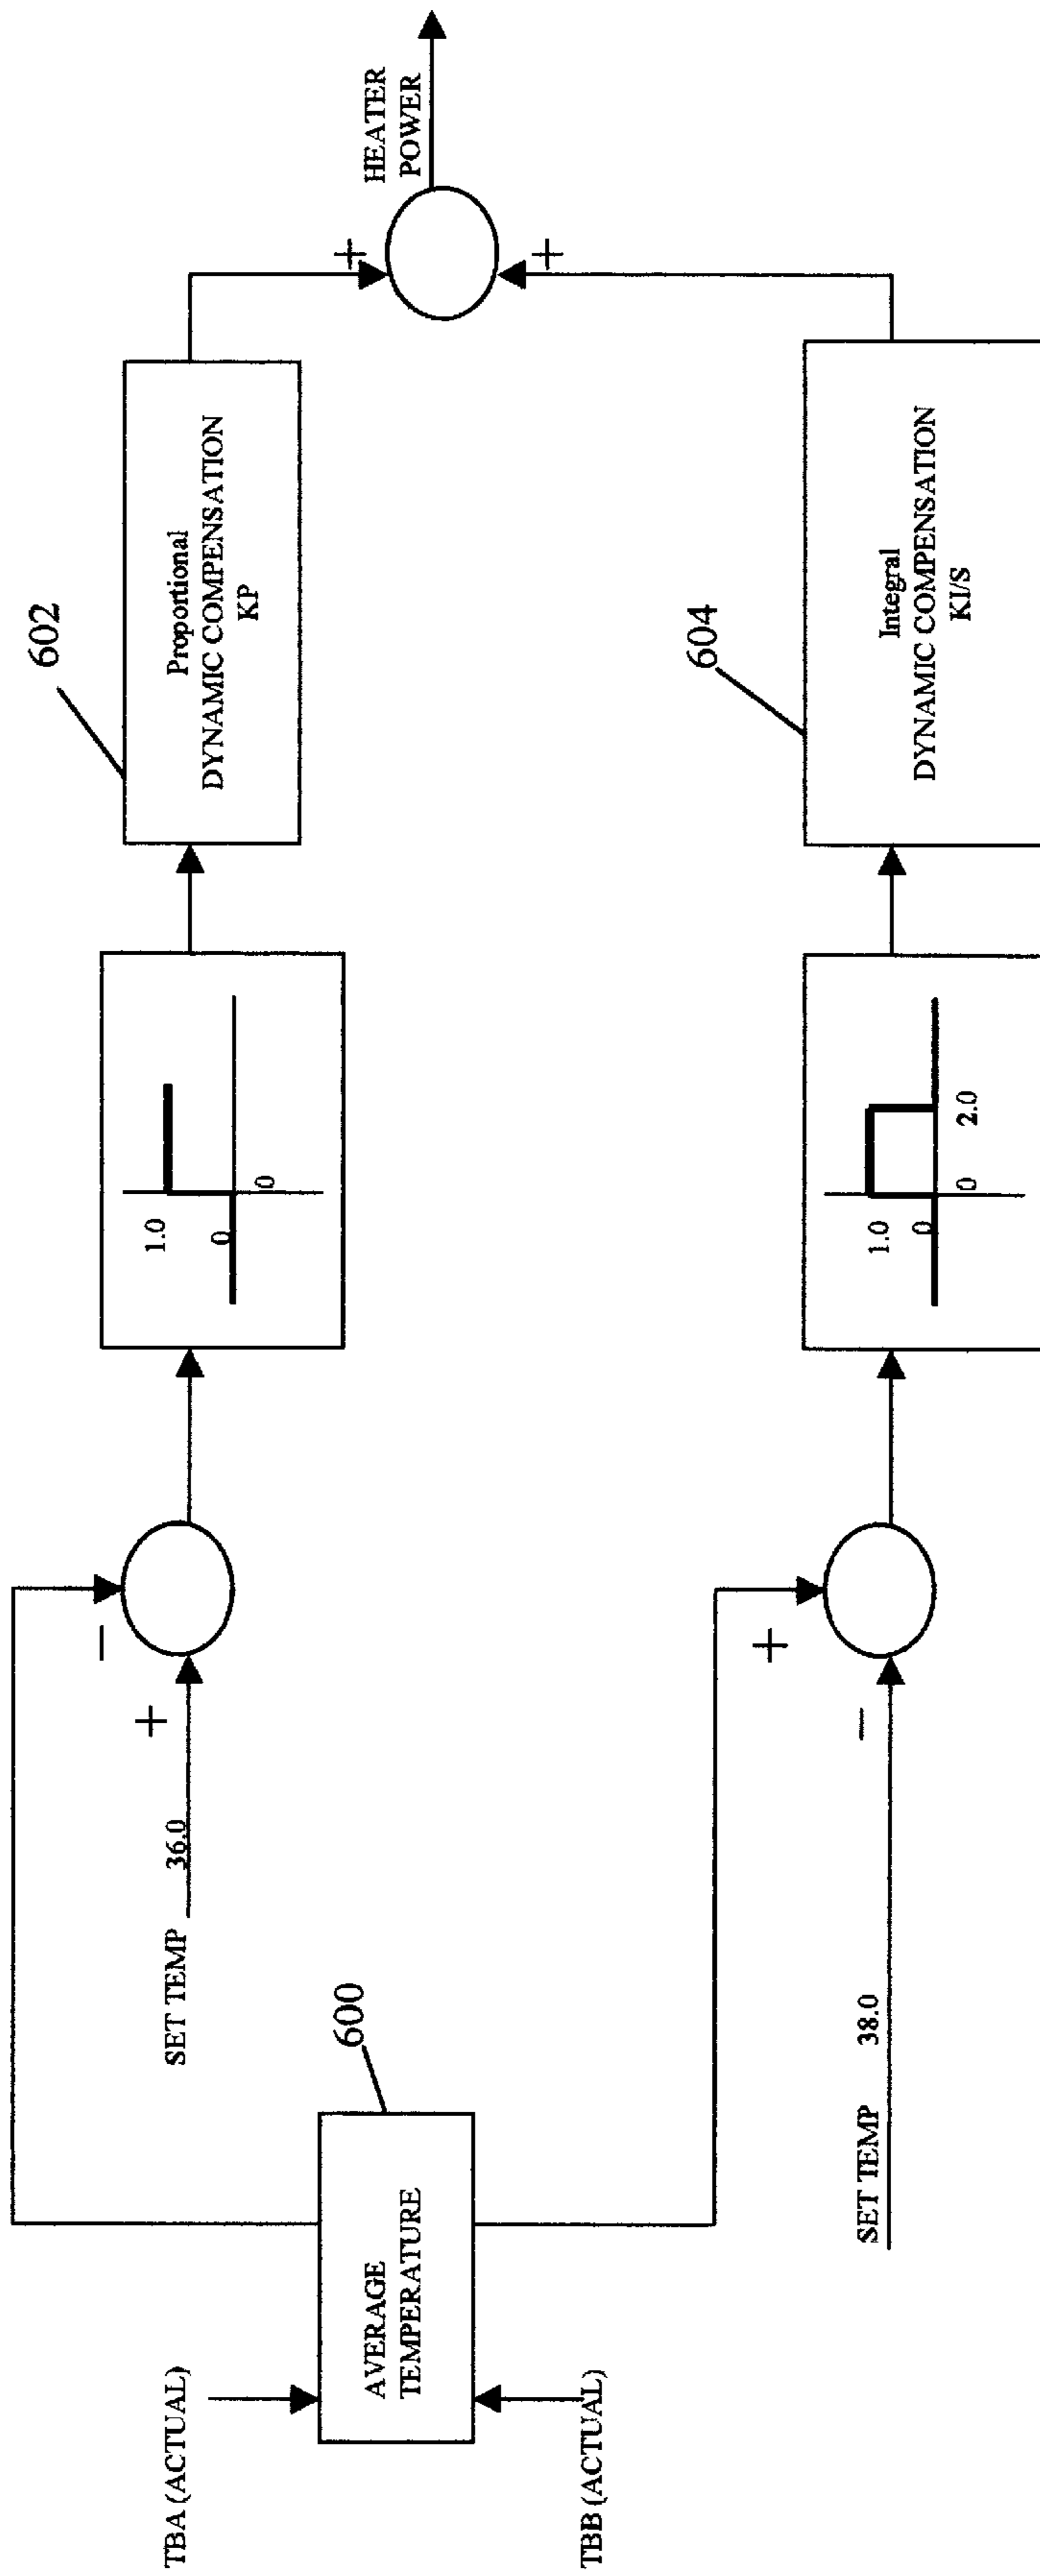 TBA (ACTUAL)
TBB (ACTUAL)
AVERAGE
TEMPERATURE
600
SET TEMP 36.0
+
−
1.0
0
0
602
Proportional
DYNAMIC COMPENSATION
KP
SET TEMP 38.0
−
+
1.0
0
0
2.0
604
Integral
DYNAMIC COMPENSATION
KI/S
+
+
HEATER
POWER